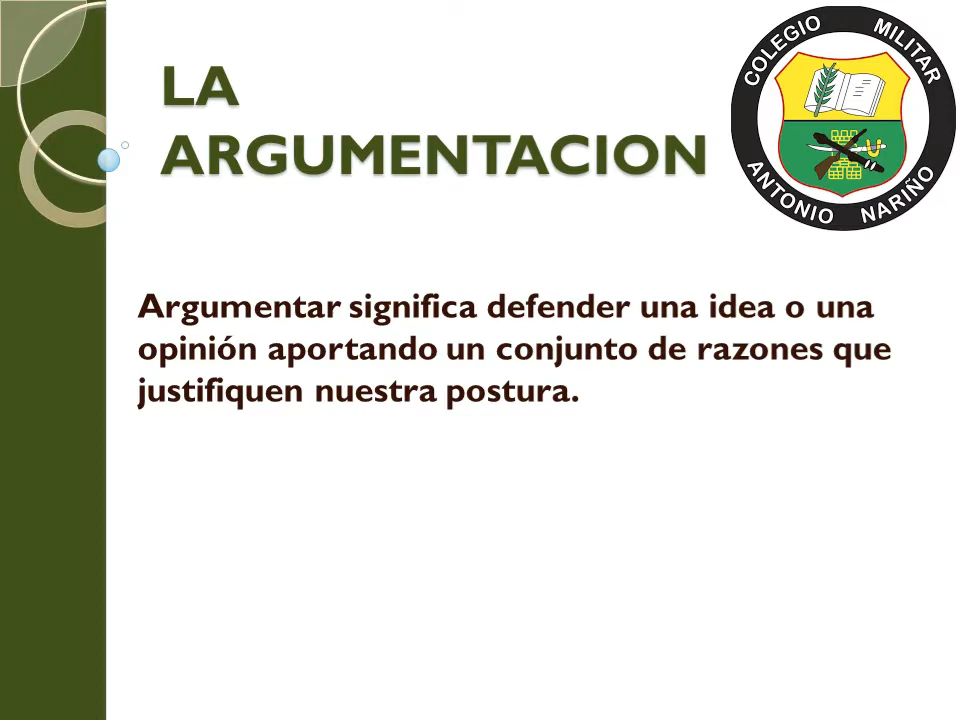 LA
ARGUMENTACION
COLEGIO MILITAR
ANTONIO NARIÑO
Argumentar significa defender una idea o una
opinión aportando un conjunto de razones que
justifiquen nuestra postura.